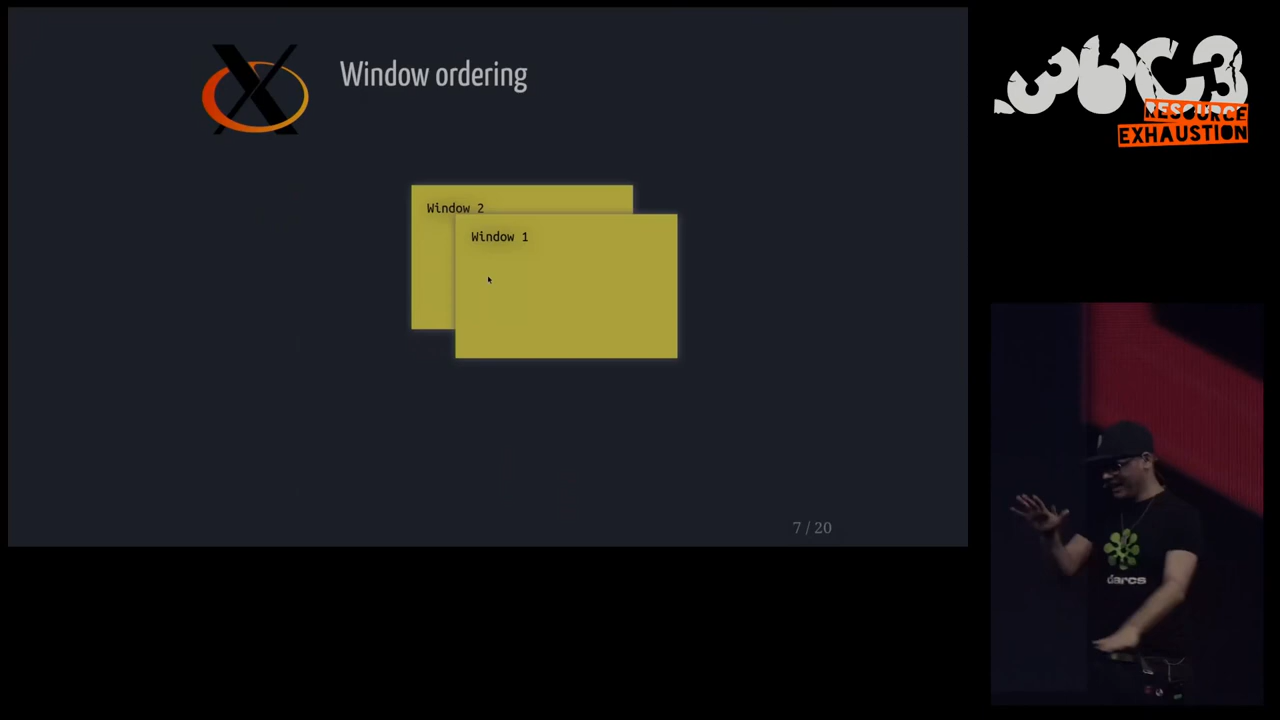 Window ordering
Window 2
Window 1
7 / 20
36C3
RESOURCE
EXHAUSTION
darcs